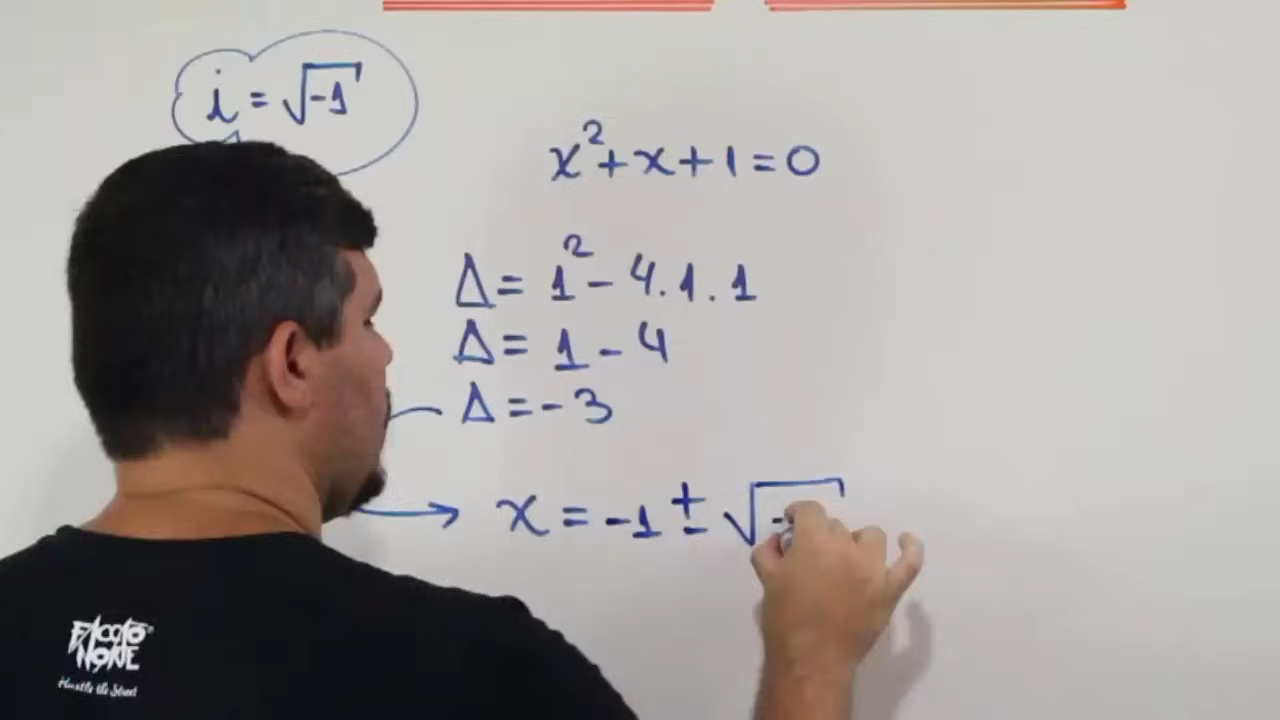 i = √-1
x² + x + 1 = 0
Δ = 1² - 4.1.1
Δ = 1 - 4
Δ = -3
x = -1 ± √-